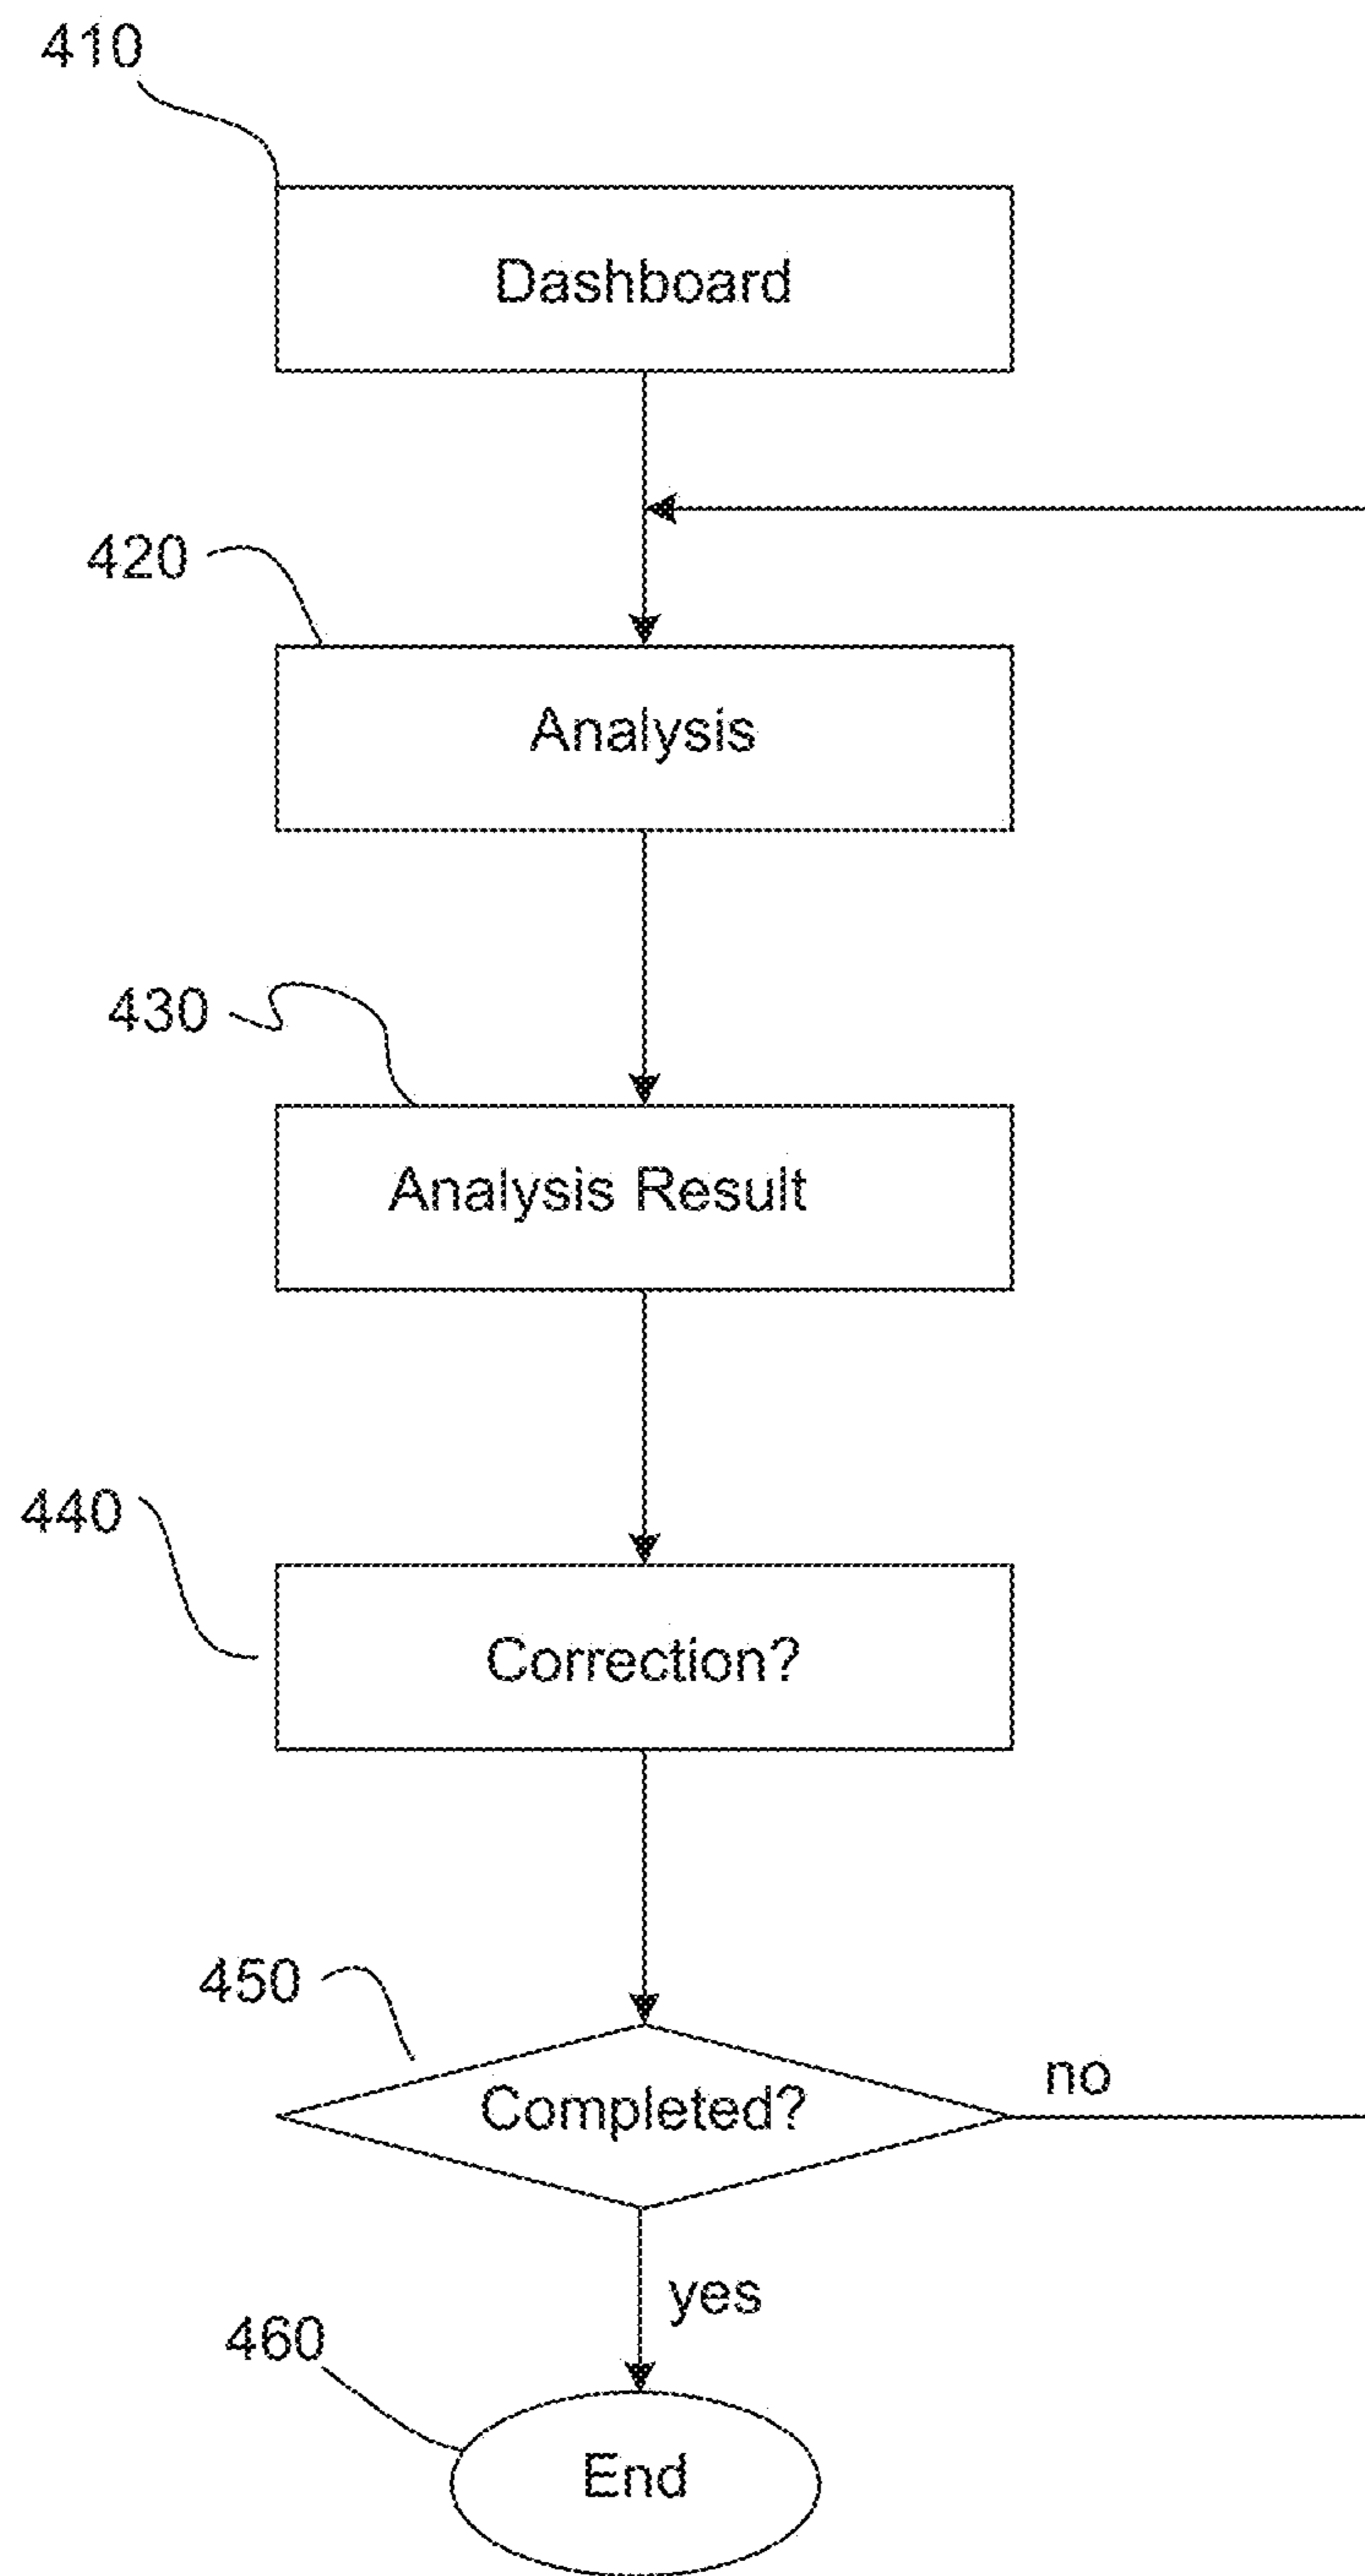 410
Dashboard
420
Analysis
430
Analysis Result
440
Correction?
450
Completed?
no
yes
460
End